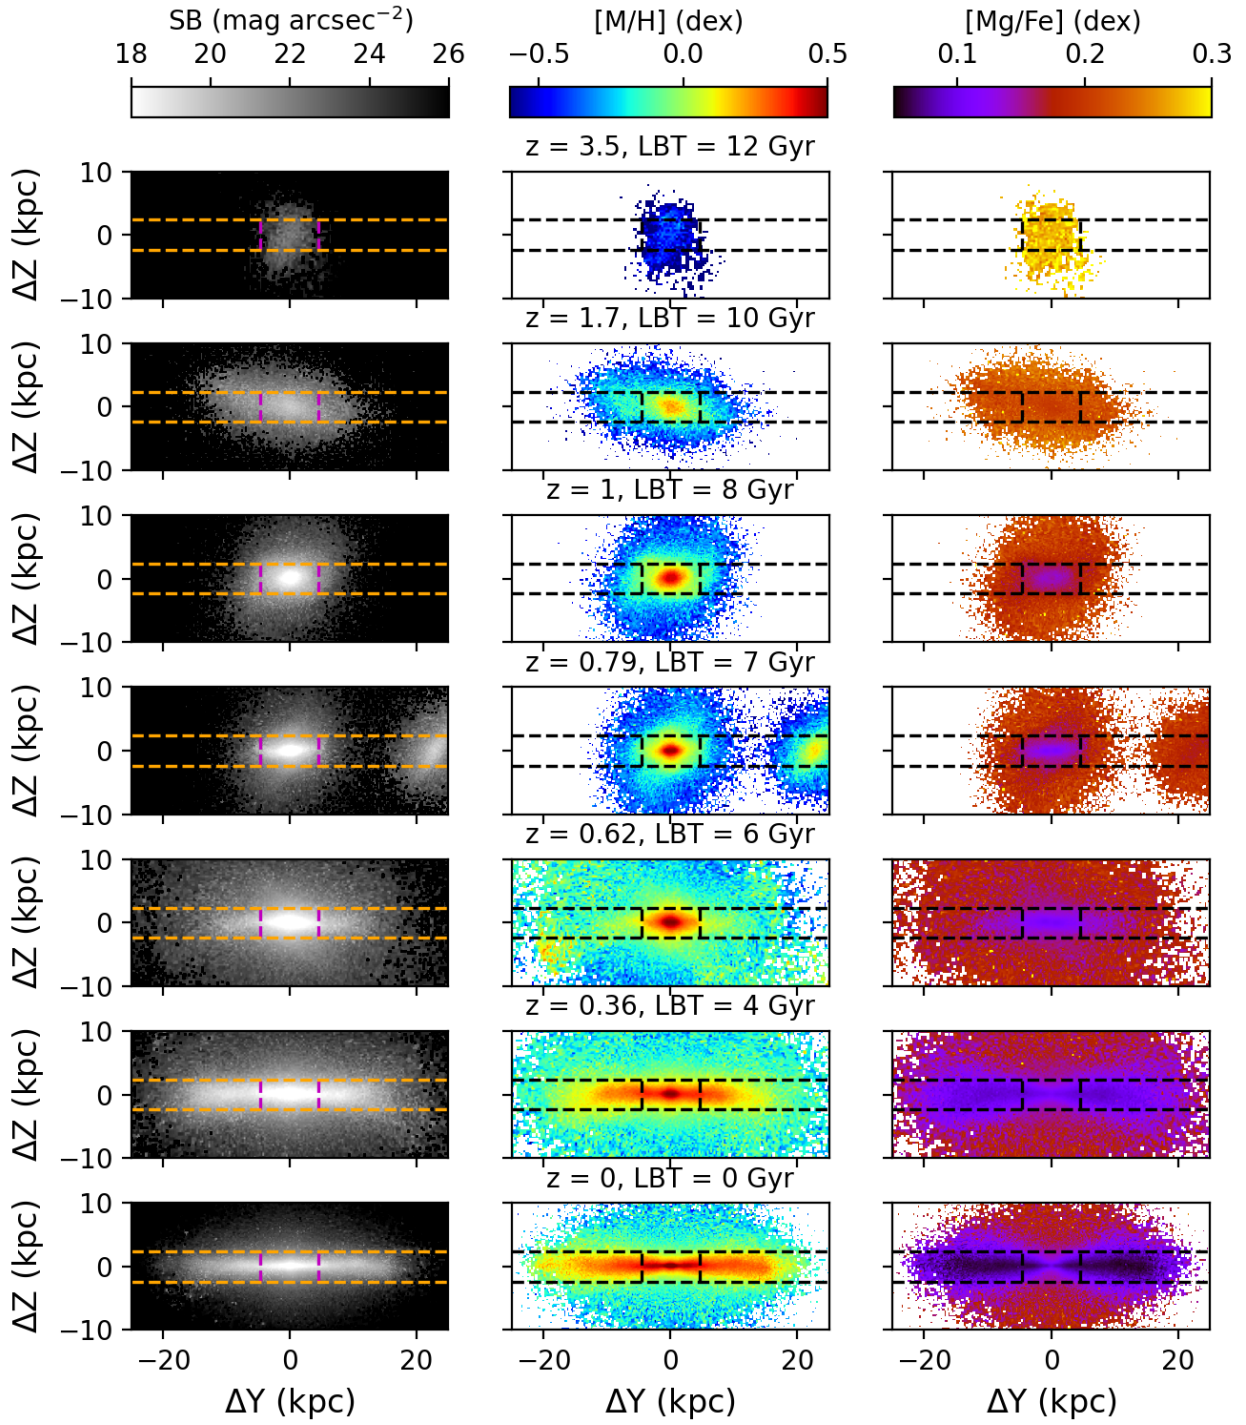 SB (mag arcsec⁻²) [M/H] (dex) [Mg/Fe] (dex)
18 20 22 24 26 −0.5 0.0 0.5 0.1 0.2 0.3
z = 3.5, LBT = 12 Gyr
10
0
−10
ΔZ (kpc)
z = 1.7, LBT = 10 Gyr
10
0
−10
ΔZ (kpc)
z = 1, LBT = 8 Gyr
10
0
−10
ΔZ (kpc)
z = 0.79, LBT = 7 Gyr
10
0
−10
ΔZ (kpc)
z = 0.62, LBT = 6 Gyr
10
0
−10
ΔZ (kpc)
z = 0.36, LBT = 4 Gyr
10
0
−10
ΔZ (kpc)
z = 0, LBT = 0 Gyr
10
0
−10
ΔZ (kpc)
−20 0 20 −20 0 20 −20 0 20
ΔY (kpc) ΔY (kpc) ΔY (kpc)